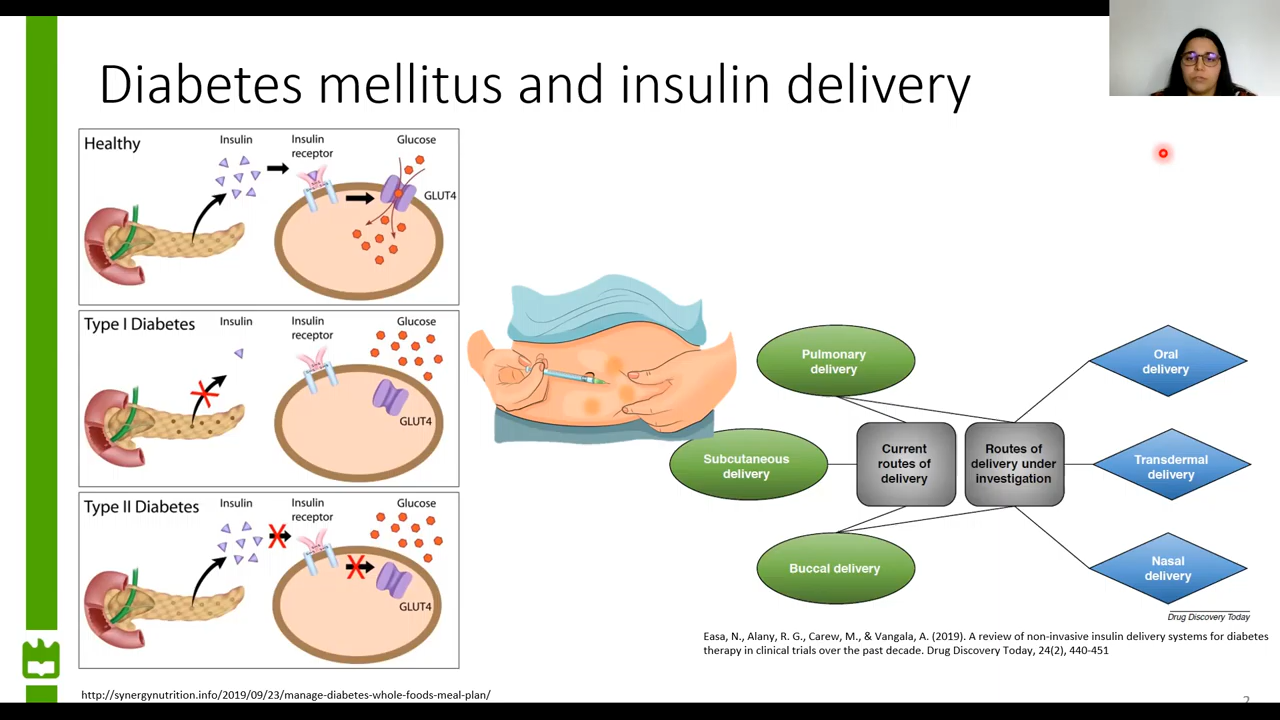 Diabetes mellitus and insulin delivery
Healthy
Insulin
Insulin
receptor
Glucose
GLUT4
Type I Diabetes
Insulin
Insulin
receptor
Glucose
GLUT4
Type II Diabetes
Insulin
Insulin
receptor
Glucose
GLUT4
http://synergynutrition.info/2019/09/23/manage-diabetes-whole-foods-meal-plan/
Pulmonary
delivery
Subcutaneous
delivery
Buccal delivery
Current
routes of
delivery
Routes of
delivery under
investigation
Oral
delivery
Transdermal
delivery
Nasal
delivery
Drug Discovery Today
Easa, N., Alany, R. G., Carew, M., & Vangala, A. (2019). A review of non-invasive insulin delivery systems for diabetes
therapy in clinical trials over the past decade. Drug Discovery Today, 24(2), 440-451